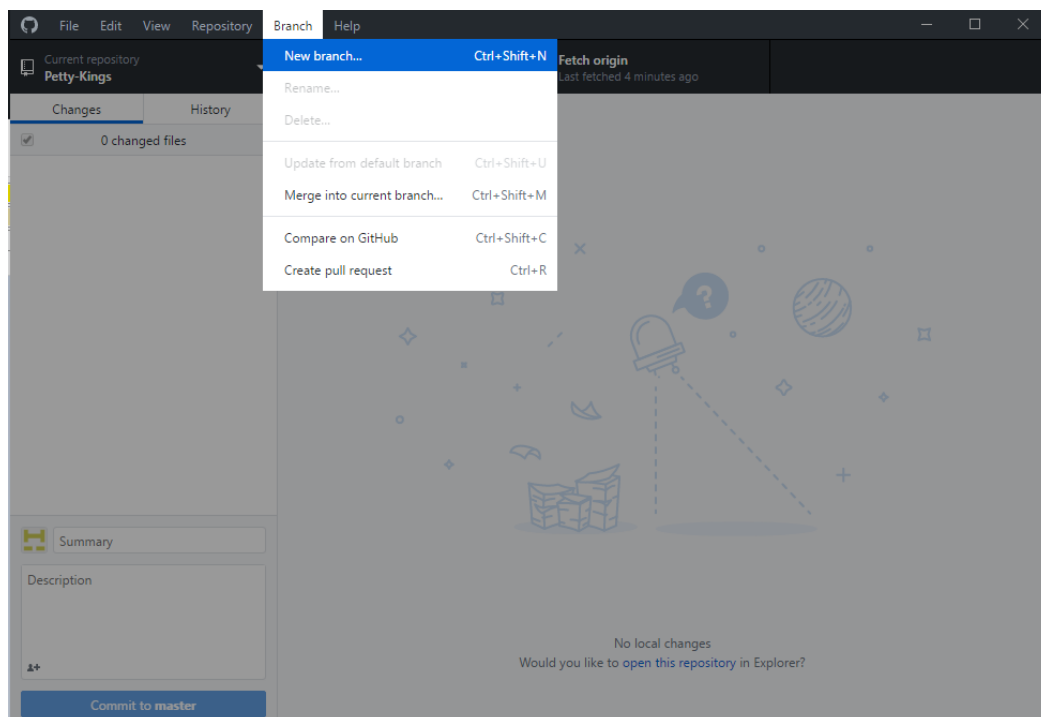 File Edit View Repository Branch Help
Current repository
Petty-Kings
New branch... Ctrl+Shift+N
Rename...
Delete...
Update from default branch Ctrl+Shift+U
Merge into current branch... Ctrl+Shift+M
Compare on GitHub Ctrl+Shift+C
Create pull request Ctrl+R
Fetch origin
Last fetched 4 minutes ago
Changes History
0 changed files
?
Summary
Description
No local changes
Would you like to open this repository in Explorer?
Commit to master